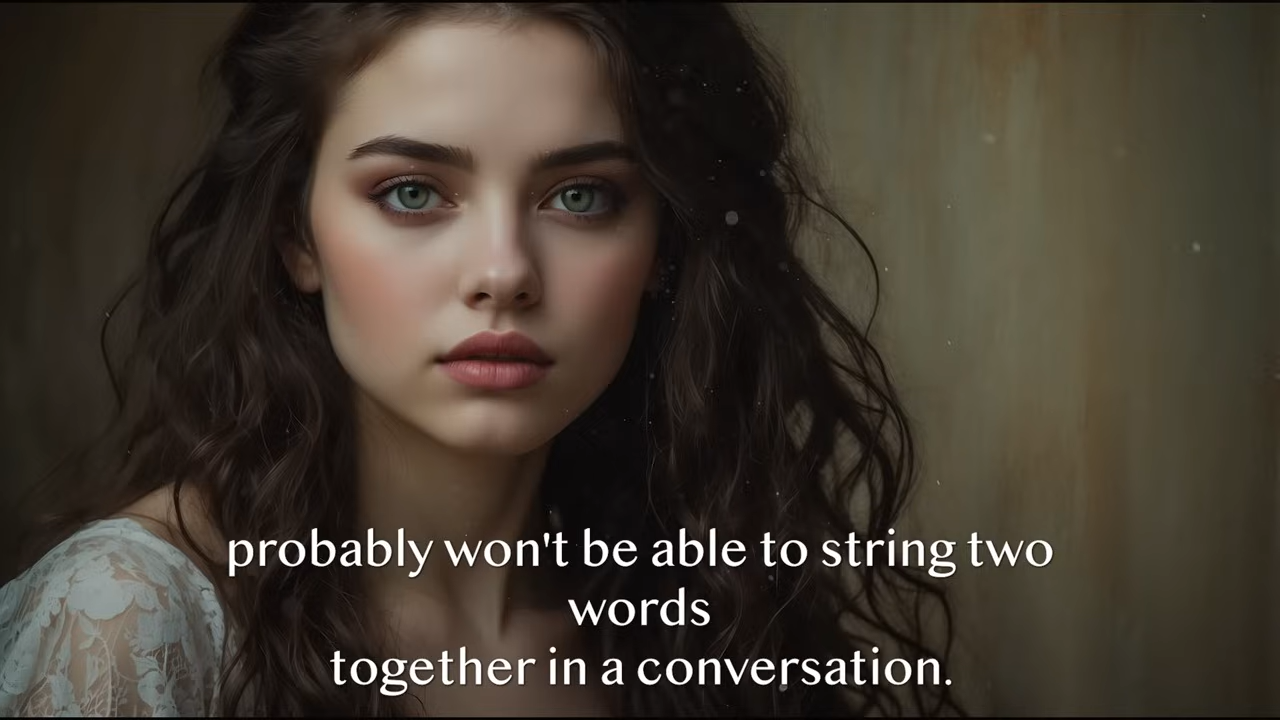 probably won't be able to string two
words
together in a conversation.